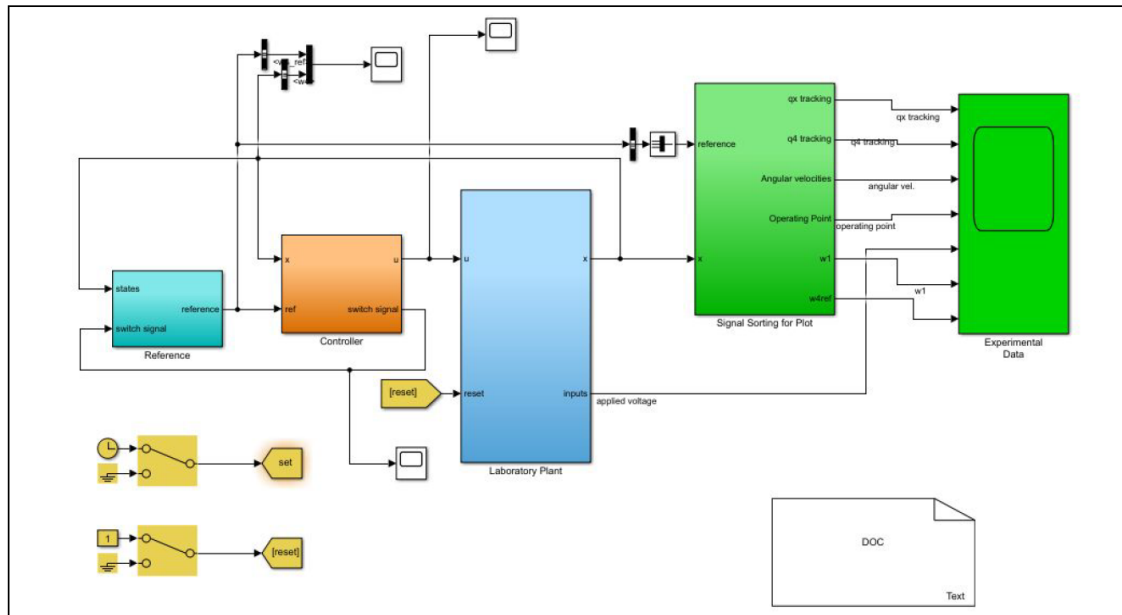 qx tracking
qx tracking
q4 tracking
q4 tracking
reference
Angular velocities
angular vel.
Operating Point
operating point
x
u
u
x
x
w1
w1
states
reference
ref
switch signal
w4ref
switch signal
Signal Sorting for Plot
Experimental
Data
Controller
Reference
[reset]
reset
inputs
applied voltage
set
Laboratory Plant
1
[reset]
DOC
Text